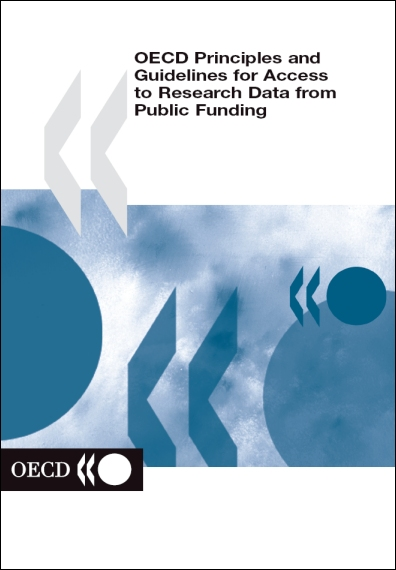 OECD Principles and
Guidelines for Access
to Research Data from
Public Funding
OECD